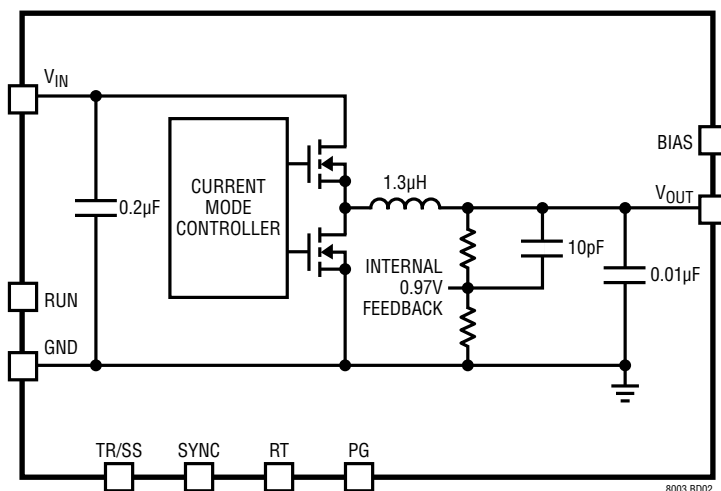 VIN
BIAS
1.3µH
VOUT
CURRENT
MODE
CONTROLLER
0.2µF
10pF
INTERNAL
0.97V
FEEDBACK
0.01µF
RUN
GND
TR/SS SYNC RT PG
8003 BD02